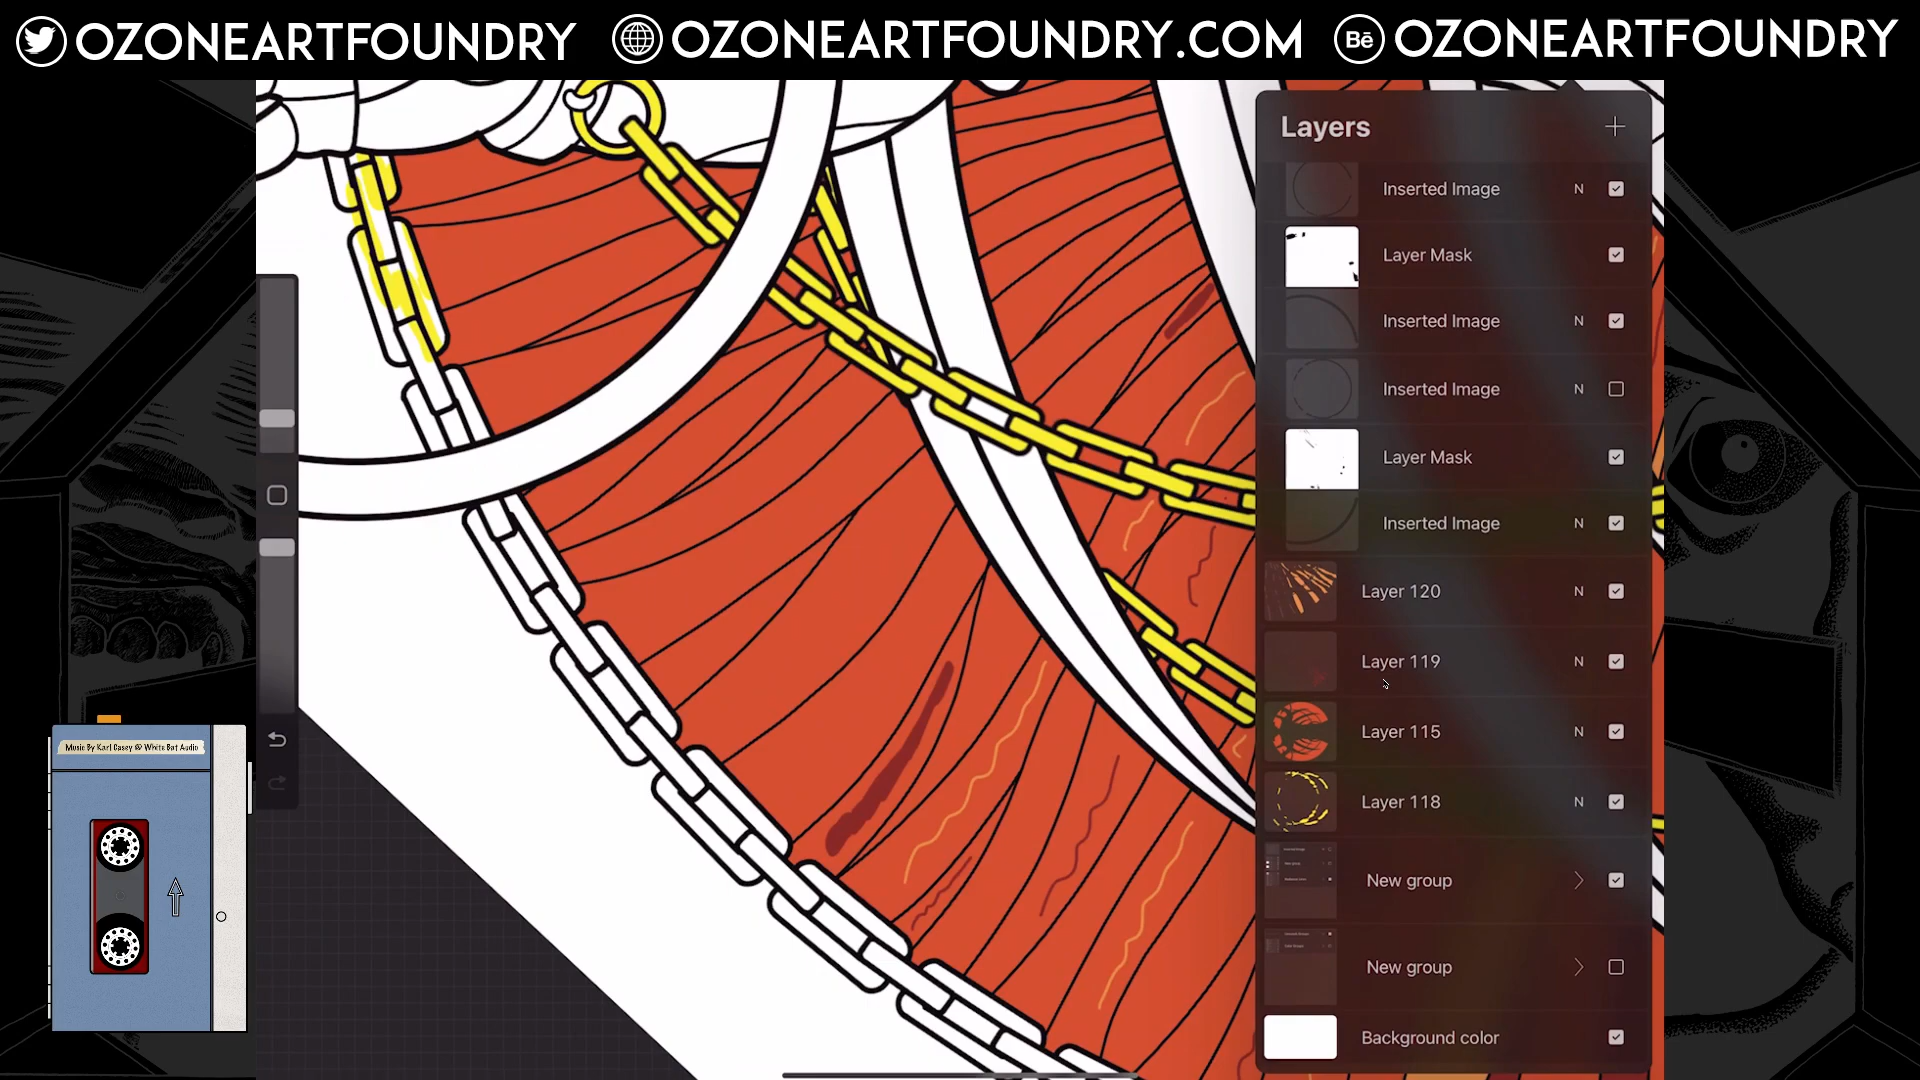 OZONEARTFOUNDRY OZONEARTFOUNDRY.COM Bē OZONEARTFOUNDRY
Layers
Inserted Image N
Layer Mask
Inserted Image N
Inserted Image N
Layer Mask
Inserted Image N
Layer 120 N
Layer 119 N
Layer 115 N
Layer 118 N
New group
New group
Background color
Music By Karl Casey @ White Bat Audio